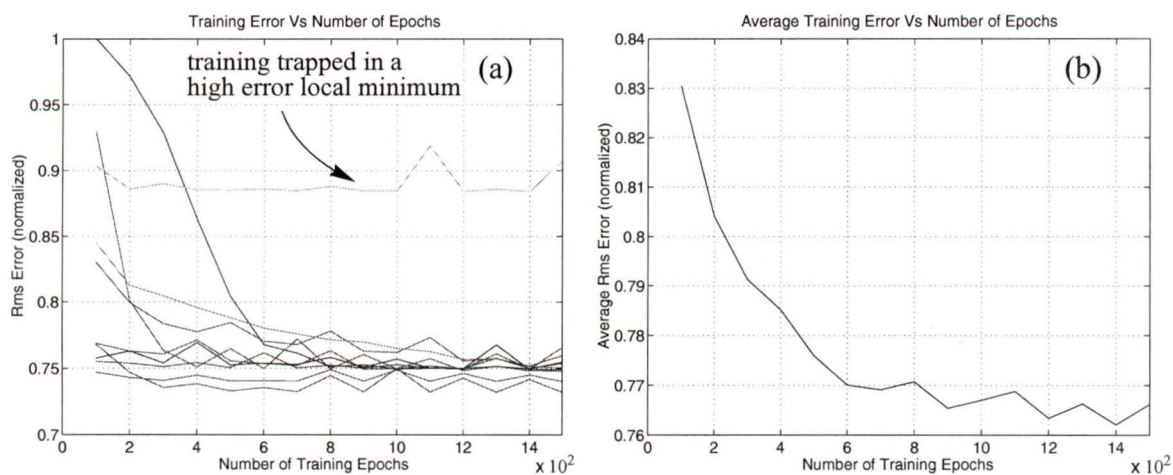 Training Error Vs Number of Epochs
1
0.95
0.9
0.85
0.8
0.75
0.7
Rms Error (normalized)
training trapped in a
high error local minimum
(a)
0 2 4 6 8 10 12 14
Number of Training Epochs
x 10²
Average Training Error Vs Number of Epochs
0.84
0.83
0.82
0.81
0.8
0.79
0.78
0.77
0.76
Average Rms Error (normalized)
(b)
0 2 4 6 8 10 12 14
Number of Training Epochs
x 10²